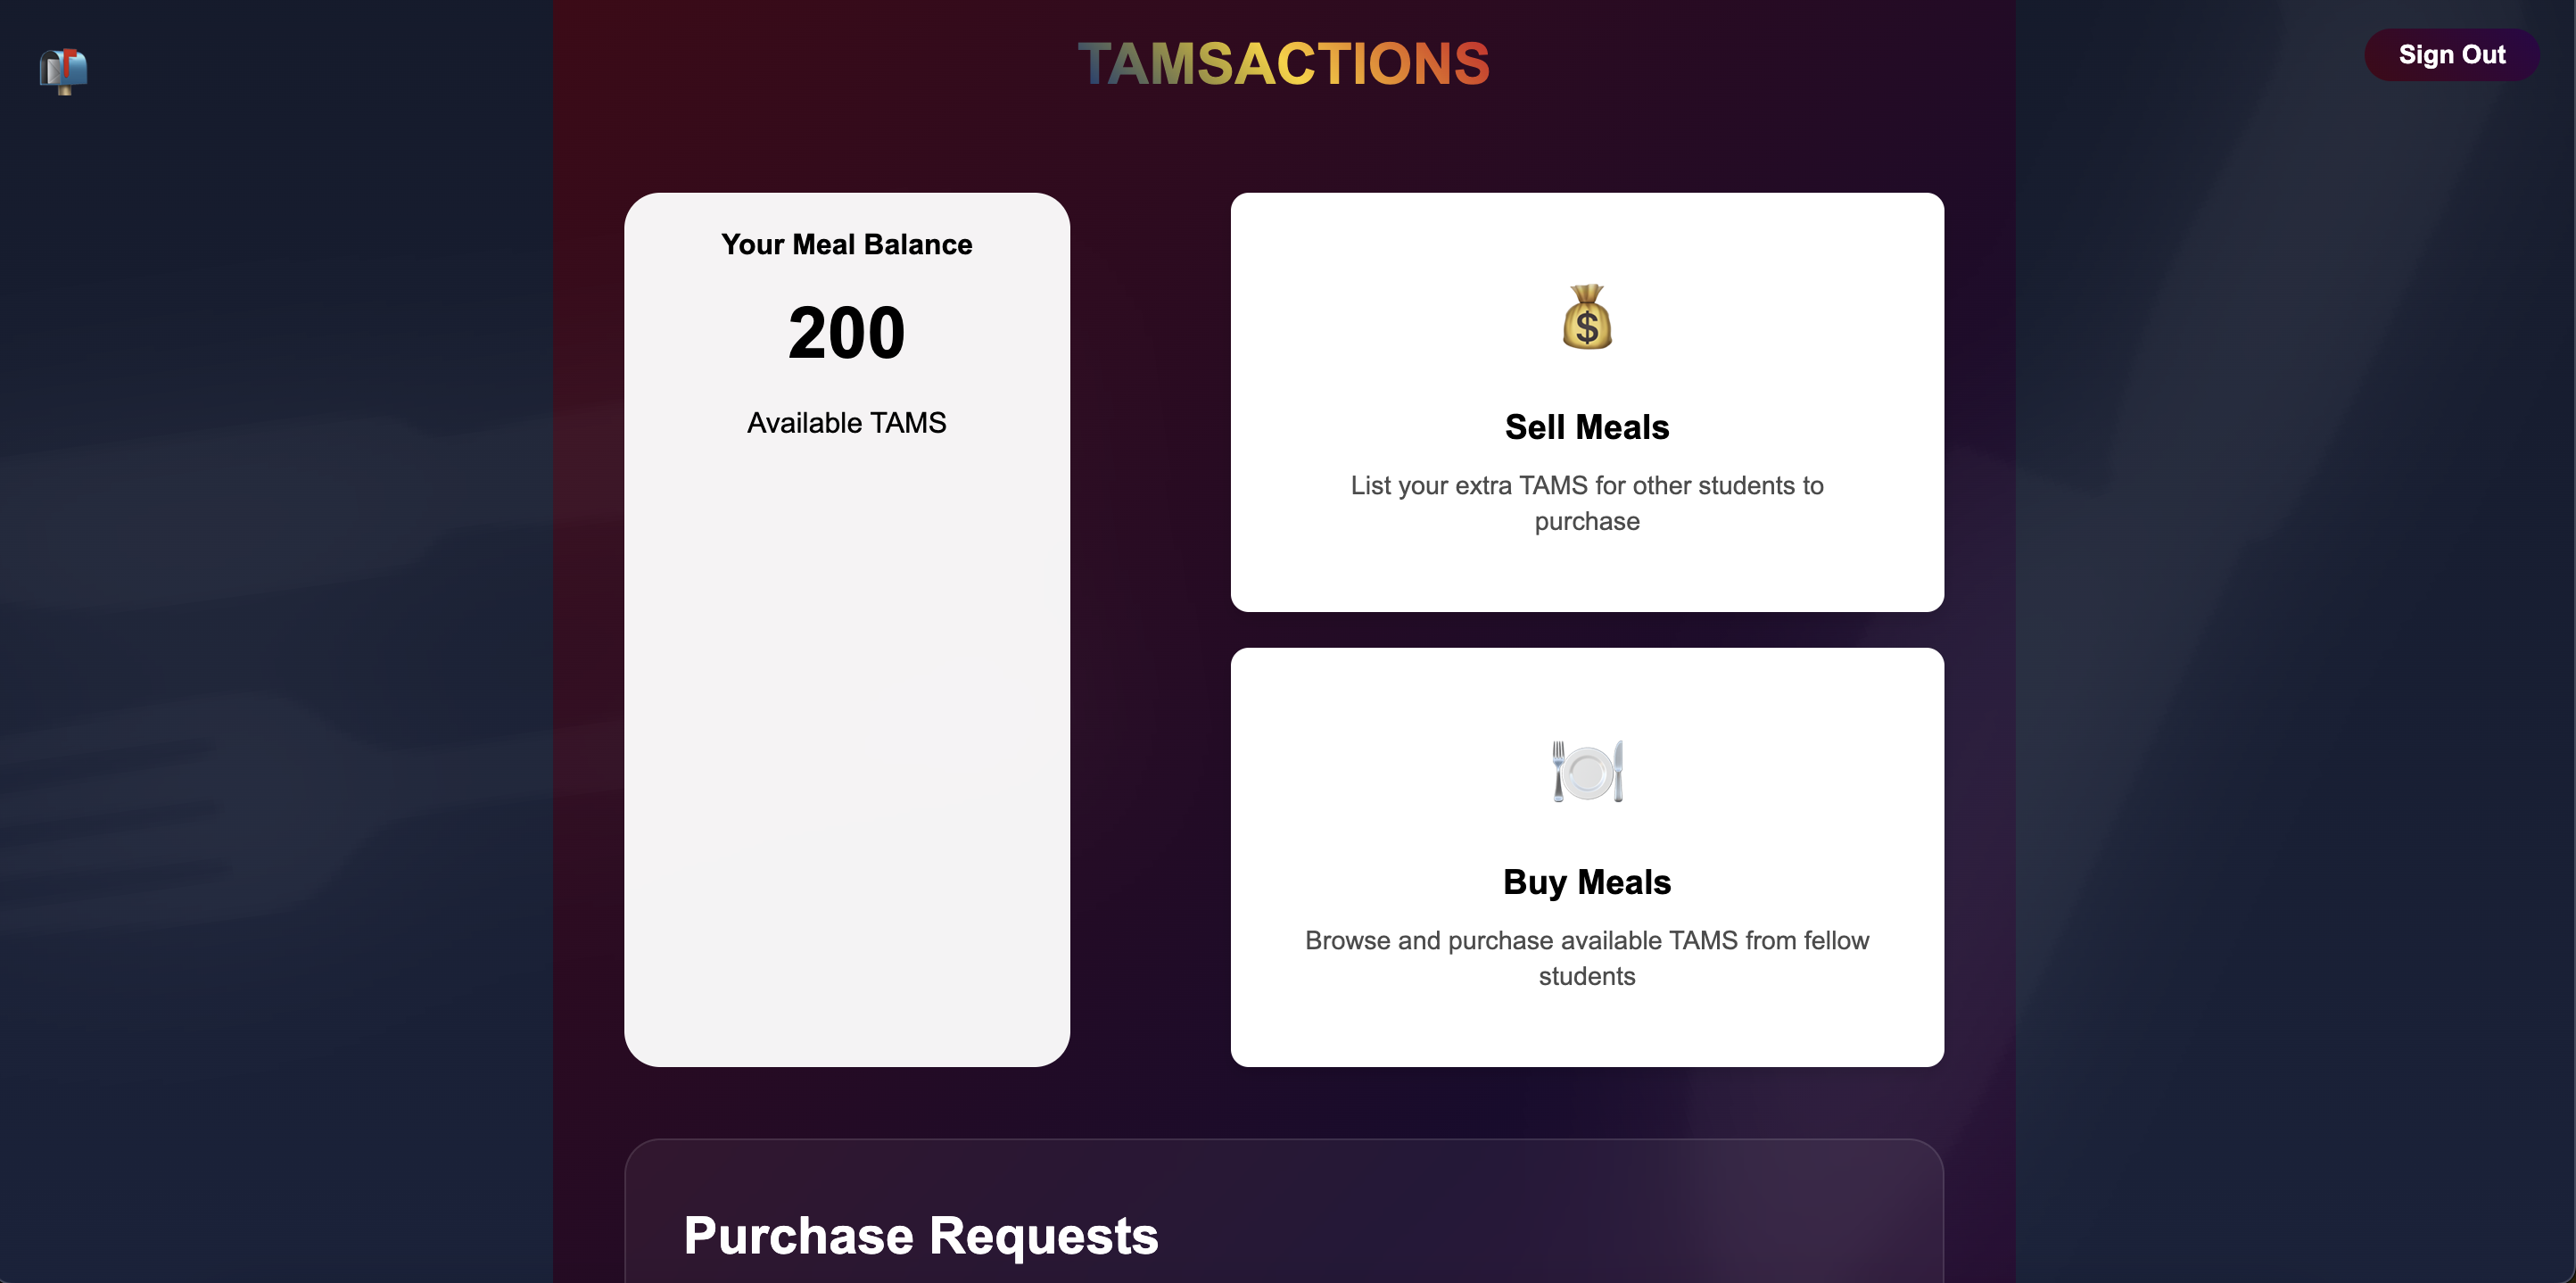 TAMSACTIONS
Sign Out
Your Meal Balance
200
Available TAMS
$
Sell Meals
List your extra TAMS for other students to
purchase
Buy Meals
Browse and purchase available TAMS from fellow
students
Purchase Requests